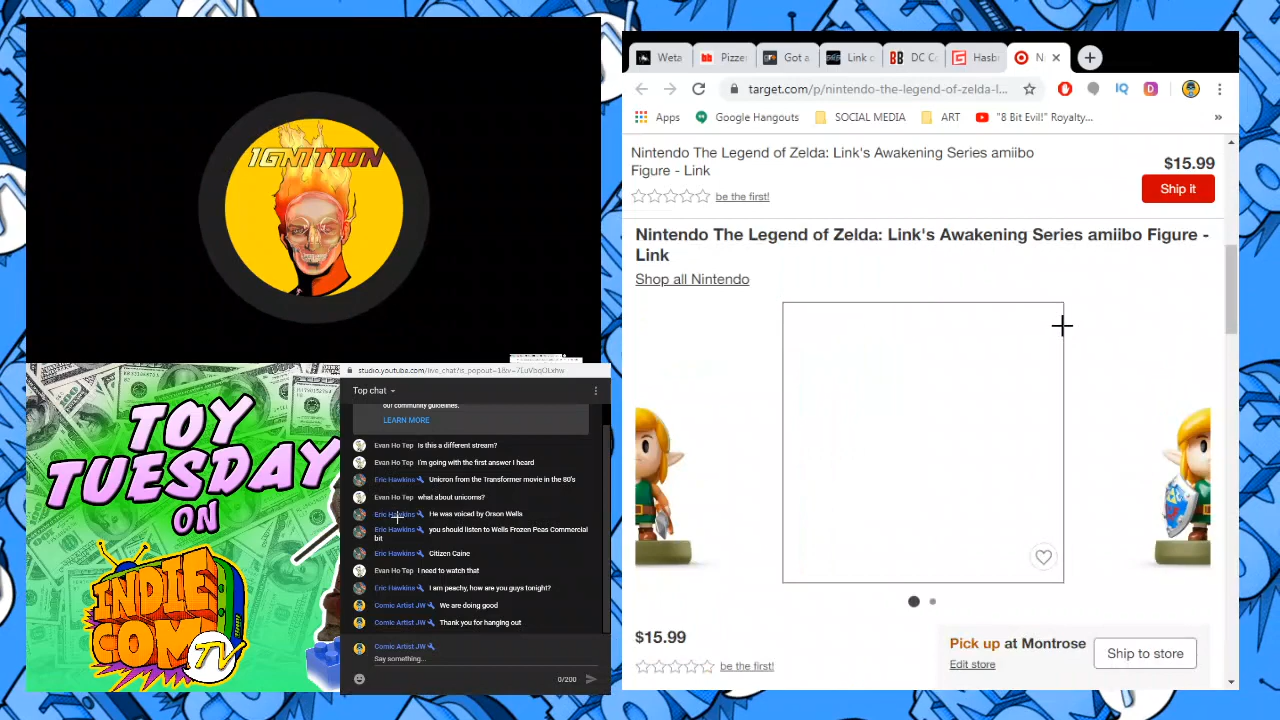 IGNITION
TOY
TUESDAY
ON
INDIE
COM
TV
studio.youtube.com/live_chat?is_popout=1&v=7LuVbqOLxhw
Top chat
our community guidelines.
LEARN MORE
Evan Ho Tep Is this a different stream?
Evan Ho Tep I'm going with the first answer I heard
Eric Hawkins Unicron from the Transformer movie in the 80's
Evan Ho Tep what about unicorns?
Eric Hawkins He was voiced by Orson Wells
Eric Hawkins you should listen to Wells Frozen Peas Commercial
bit
Eric Hawkins Citizen Caine
Evan Ho Tep I need to watch that
Eric Hawkins I am peachy, how are you guys tonight?
Comic Artist JW We are doing good
Comic Artist JW Thank you for hanging out
Comic Artist JW
Say something...
0/200
Weta
Pizze
Got a
Link c
DC C
Hasb
N
target.com/p/nintendo-the-legend-of-zelda-l...
Apps
Google Hangouts
SOCIAL MEDIA
ART
"8 Bit Evil!" Royalty...
»
Nintendo The Legend of Zelda: Link's Awakening Series amiibo
Figure - Link
be the first!
$15.99
Ship it
Nintendo The Legend of Zelda: Link's Awakening Series amiibo Figure -
Link
Shop all Nintendo
$15.99
be the first!
Pick up at Montrose
Edit store
Ship to store